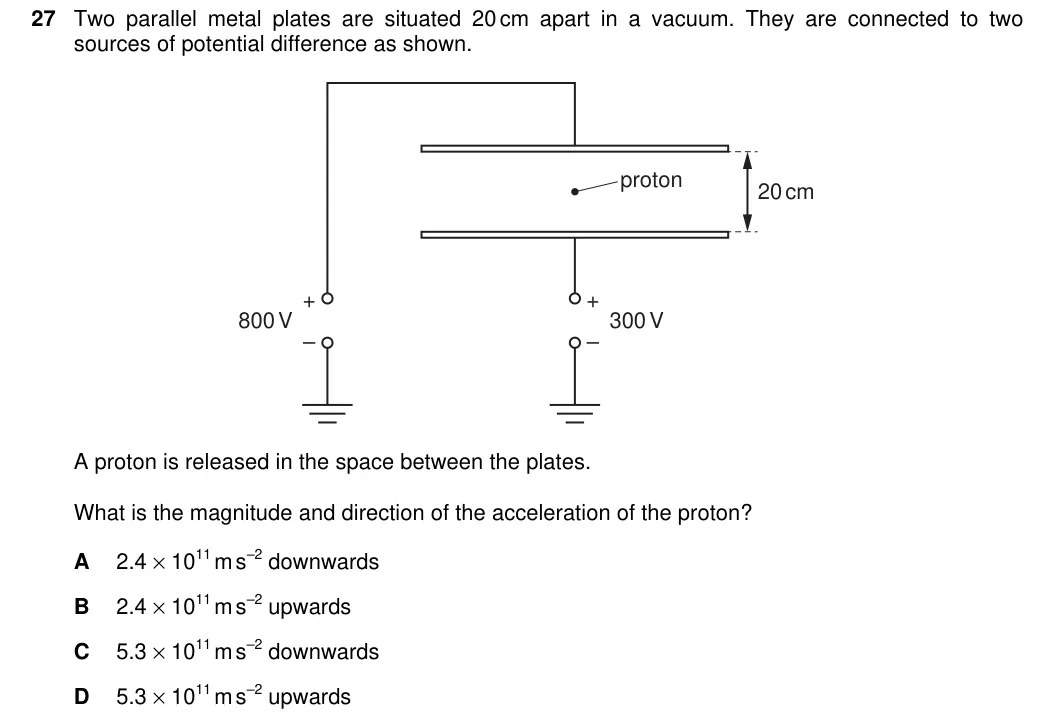 27 Two parallel metal plates are situated 20 cm apart in a vacuum. They are connected to two
sources of potential difference as shown.
proton
20 cm
+
+
800 V
300 V
–
–
A proton is released in the space between the plates.
What is the magnitude and direction of the acceleration of the proton?
A 2.4 × 10¹¹ m s⁻² downwards
B 2.4 × 10¹¹ m s⁻² upwards
C 5.3 × 10¹¹ m s⁻² downwards
D 5.3 × 10¹¹ m s⁻² upwards